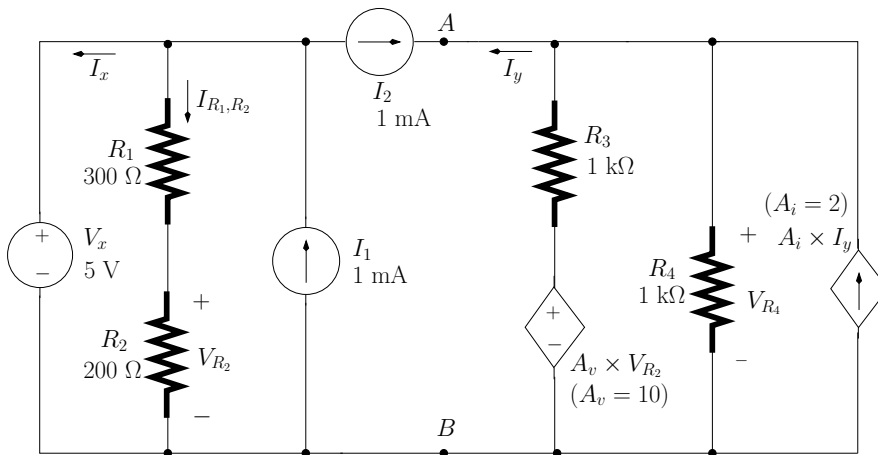 A
I_x
I_y
I_{R_1,R_2}
I_2
1 mA
R_1
300 Ω
R_3
1 kΩ
(A_i = 2)
A_i × I_y
+
−
V_x
5 V
I_1
1 mA
+
−
R_4
1 kΩ
V_{R_4}
+
−
R_2
200 Ω
+
V_{R_2}
−
A_v × V_{R_2}
(A_v = 10)
B